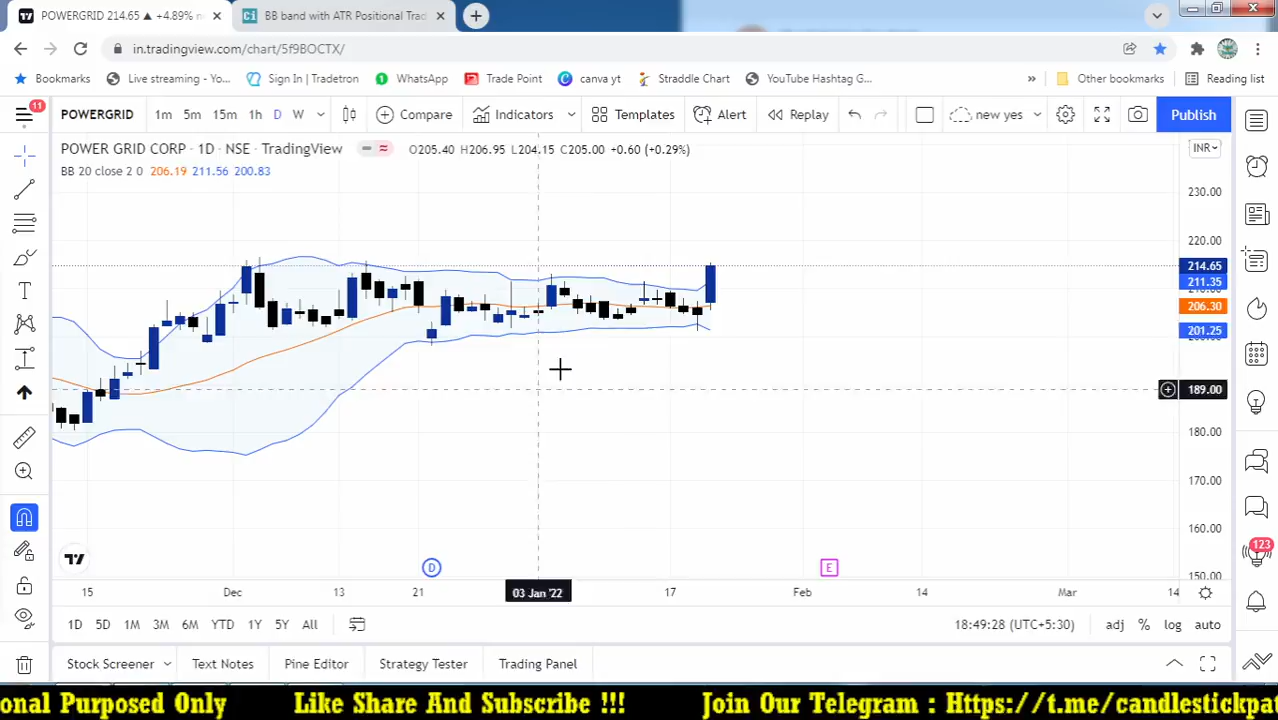 POWERGRID 214.65 ▲ +4.89%
BB band with ATR Positional Trad
in.tradingview.com/chart/5f9BOCTX/
Bookmarks
Live streaming - Yo...
Sign In | Tradetron
WhatsApp
Trade Point
canva yt
Straddle Chart
YouTube Hashtag G...
»
Other bookmarks
Reading list
11
POWERGRID
1m 5m 15m 1h D W
Compare
Indicators
Templates
Alert
Replay
new yes
Publish
POWER GRID CORP · 1D · NSE · TradingView
O205.40 H206.95 L204.15 C205.00 +0.60 (+0.29%)
INR
BB 20 close 2 0 206.19 211.56 200.83
230.00
220.00
214.65
211.35
206.30
201.25
189.00
180.00
170.00
160.00
150.00
D
E
15 Dec 13 21 03 Jan '22 17 Feb 14 Mar 14
1D 5D 1M 3M 6M YTD 1Y 5Y All
18:49:28 (UTC+5:30)
adj % log auto
123
Stock Screener
Text Notes
Pine Editor
Strategy Tester
Trading Panel
onal Purposed Only Like Share And Subscribe !!! Join Our Telegram : Https://t.me/candlestickpat